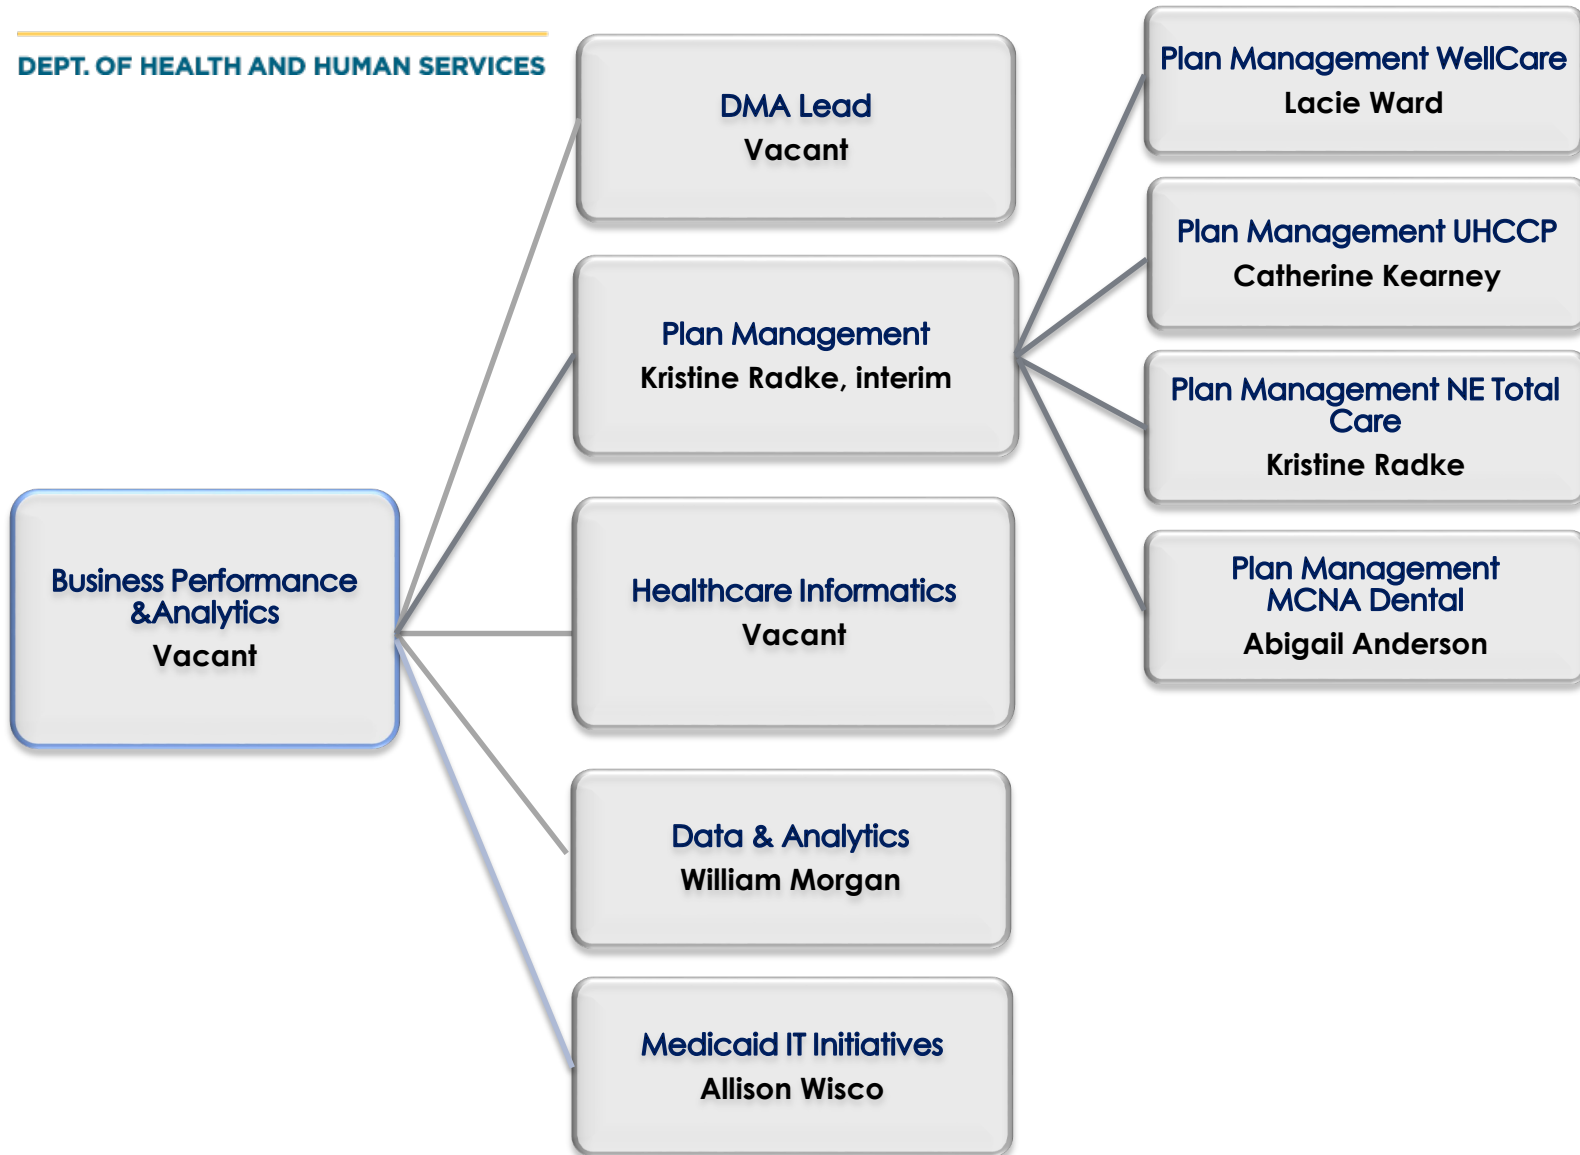 DEPT. OF HEALTH AND HUMAN SERVICES
Business Performance
&Analytics
Vacant
DMA Lead
Vacant
Plan Management
Kristine Radke, interim
Healthcare Informatics
Vacant
Data & Analytics
William Morgan
Medicaid IT Initiatives
Allison Wisco
Plan Management WellCare
Lacie Ward
Plan Management UHCCP
Catherine Kearney
Plan Management NE Total
Care
Kristine Radke
Plan Management
MCNA Dental
Abigail Anderson